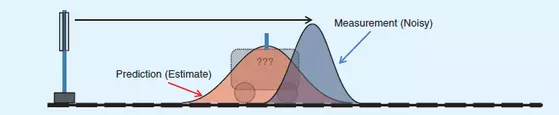 Measurement (Noisy)
???
Prediction (Estimate)